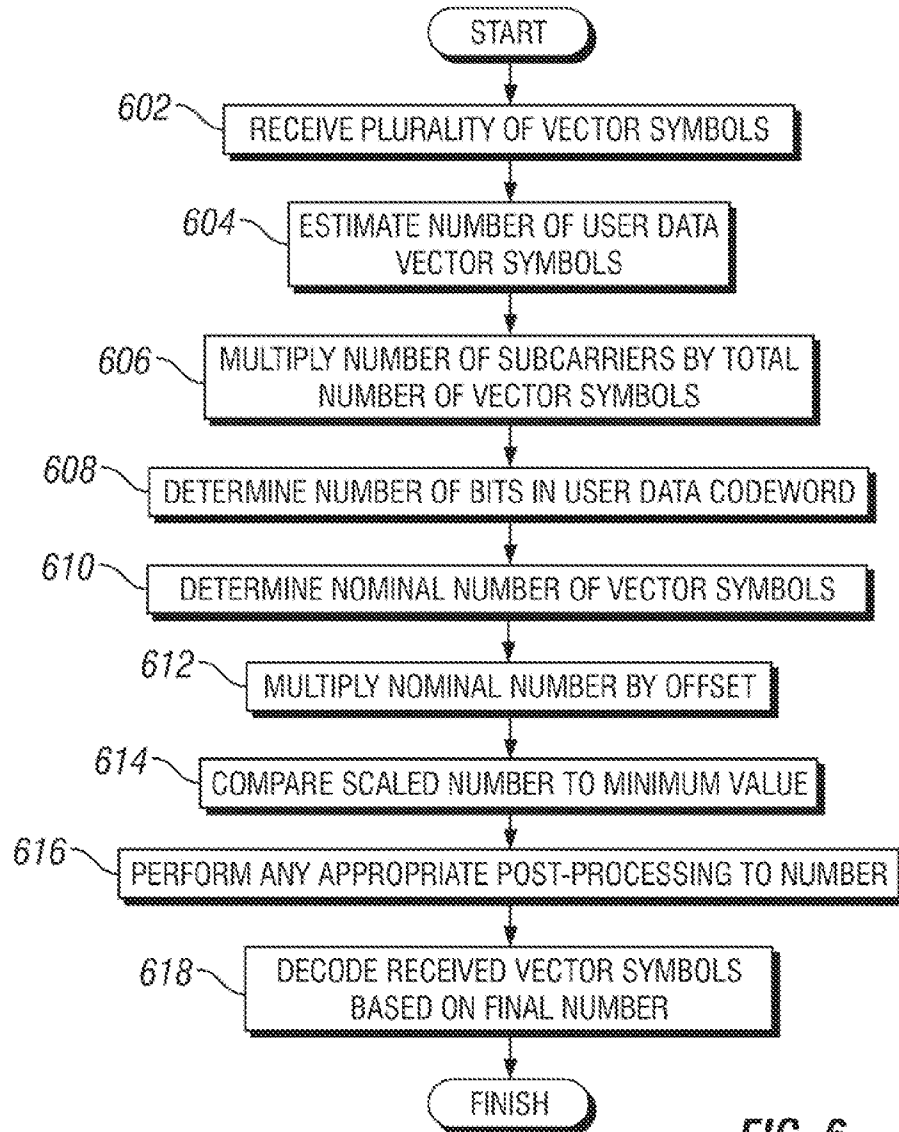 START
602
RECEIVE PLURALITY OF VECTOR SYMBOLS
604
ESTIMATE NUMBER OF USER DATA
VECTOR SYMBOLS
606
MULTIPLY NUMBER OF SUBCARRIERS BY TOTAL
NUMBER OF VECTOR SYMBOLS
608
DETERMINE NUMBER OF BITS IN USER DATA CODEWORD
610
DETERMINE NOMINAL NUMBER OF VECTOR SYMBOLS
612
MULTIPLY NOMINAL NUMBER BY OFFSET
614
COMPARE SCALED NUMBER TO MINIMUM VALUE
616
PERFORM ANY APPROPRIATE POST-PROCESSING TO NUMBER
618
DECODE RECEIVED VECTOR SYMBOLS
BASED ON FINAL NUMBER
FINISH
FIG. 6